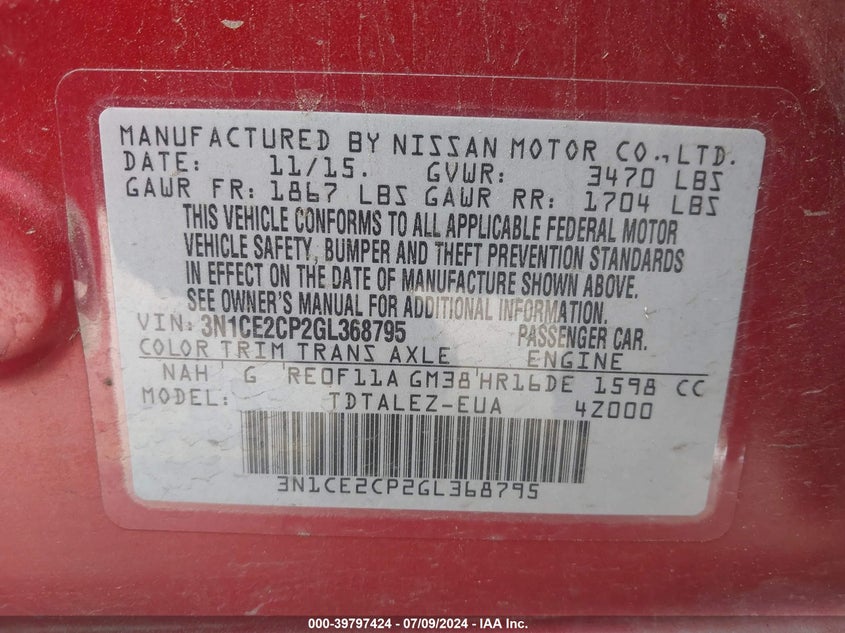 MANUFACTURED BY NISSAN MOTOR CO., LTD.
DATE: 11/15. GVWR: 3470 LBS
GAWR FR: 1867 LBS GAWR RR: 1704 LBS
THIS VEHICLE CONFORMS TO ALL APPLICABLE FEDERAL MOTOR
VEHICLE SAFETY, BUMPER AND THEFT PREVENTION STANDARDS
IN EFFECT ON THE DATE OF MANUFACTURE SHOWN ABOVE.
SEE OWNER'S MANUAL FOR ADDITIONAL INFORMATION.
VIN: 3N1CE2CP2GL368795 PASSENGER CAR.
COLOR TRIM TRANS AXLE ENGINE
NAH G RE0F11A GM38 HR16DE 1598 CC
MODEL: TDTALEZ-EUA 4Z000
3N1CE2CP2GL368795
000-39797424 - 07/09/2024 - IAA Inc.